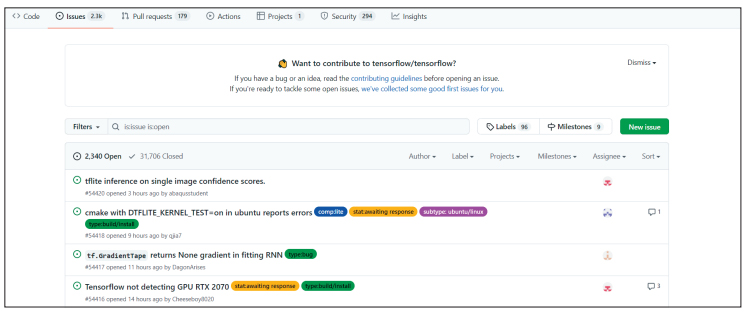 Code Issues 2.3k Pull requests 179 Actions Projects 1 Security 294 Insights
Want to contribute to tensorflow/tensorflow?
Dismiss
If you have a bug or an idea, read the contributing guidelines before opening an issue.
If you're ready to tackle some open issues, we've collected some good first issues for you.
Filters is:issue is:open Labels 96 Milestones 9 New issue
2,340 Open 31,706 Closed Author Label Projects Milestones Assignee Sort
tflite inference on single image confidence scores.
#54420 opened 3 hours ago by abaqusstudent
cmake with DTFLITE_KERNEL_TEST=on in ubuntu reports errors comp:lite stat:awaiting response subtype: ubuntu/linux 1
type:build/install
#54418 opened 9 hours ago by qjia7
tf.GradientTape returns None gradient in fitting RNN type:bug
#54417 opened 11 hours ago by DagonArises
Tensorflow not detecting GPU RTX 2070 stat:awaiting response type:build/install 3
#54416 opened 14 hours ago by Cheeseboy8020